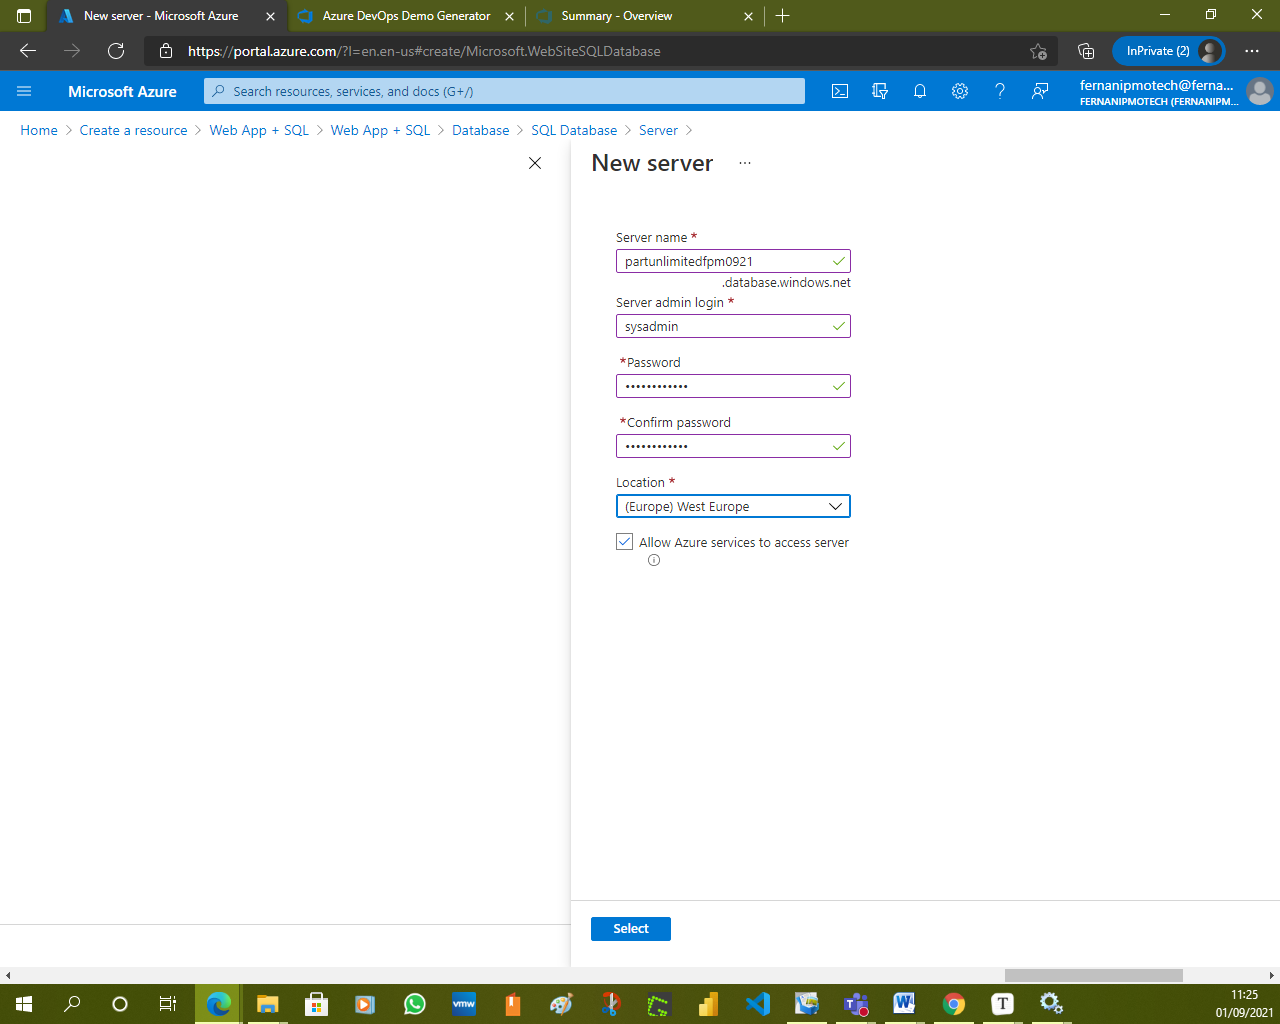 New server - Microsoft Azure
Azure DevOps Demo Generator
Summary - Overview
https://portal.azure.com/?l=en.en-us#create/Microsoft.WebSiteSQLDatabase
InPrivate (2)
Microsoft Azure
Search resources, services, and docs (G+/)
fernanipmotech@ferna...
FERNANIPMOTECH (FERNANIPM...
Home > Create a resource > Web App + SQL > Web App + SQL > Database > SQL Database > Server >
New server ...
Server name *
partunlimitedfpm0921
.database.windows.net
Server admin login *
sysadmin
*Password
••••••••••••
*Confirm password
••••••••••••
Location *
(Europe) West Europe
Allow Azure services to access server
Select
vmw
T
11:25
01/09/2021